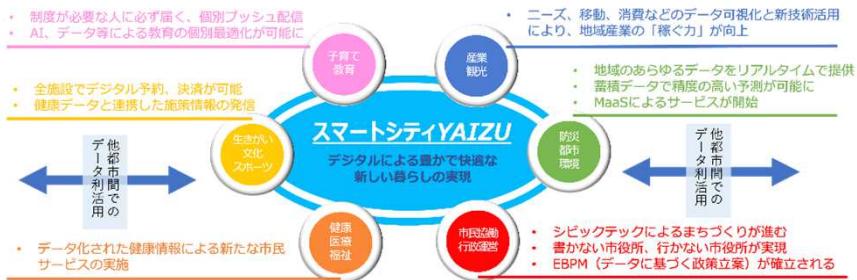 • 制度が必要な人に必ず届く、個別プッシュ配信
• AI、データ等による教育の個別最適化が可能に
子育て
教育
産業
観光
• ニーズ、移動、消費などのデータ可視化と新技術活用
により、地域産業の「稼ぐ力」が向上
• 全施設でデジタル予約、決済が可能
• 健康データと連携した施策情報の発信
• 地域のあらゆるデータをリアルタイムで提供
• 蓄積データで精度の高い予測が可能に
• MaaSによるサービスが開始
生きがい
文化
スポーツ
スマートシティYAIZU
デジタルによる豊かで快適な
新しい暮らしの実現
防災
都市
環境
他都市間での
データ利活用
他都市間での
データ利活用
健康
医療
福祉
市民協働
行政運営
• データ化された健康情報による新たな市民
サービスの実施
• シビックテックによるまちづくりが進む
• 書かない市役所、行かない市役所が実現
• EBPM（データに基づく政策立案）が確立される